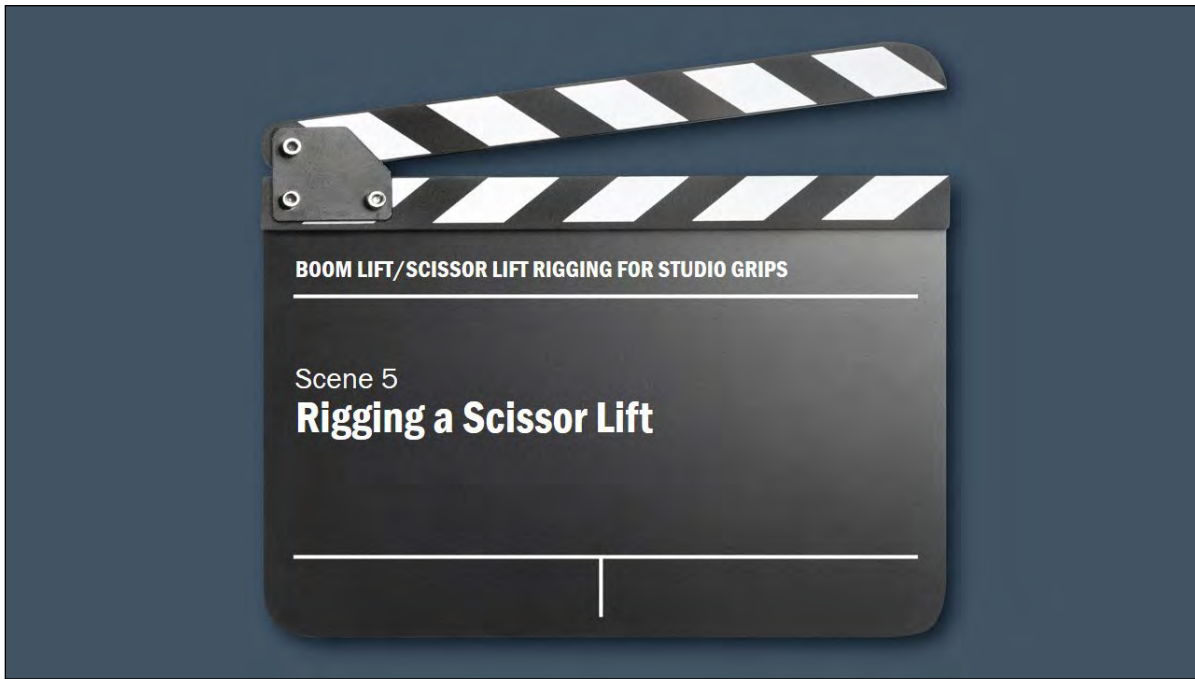 BOOM LIFT/SCISSOR LIFT RIGGING FOR STUDIO GRIPS
Scene 5
Rigging a Scissor Lift